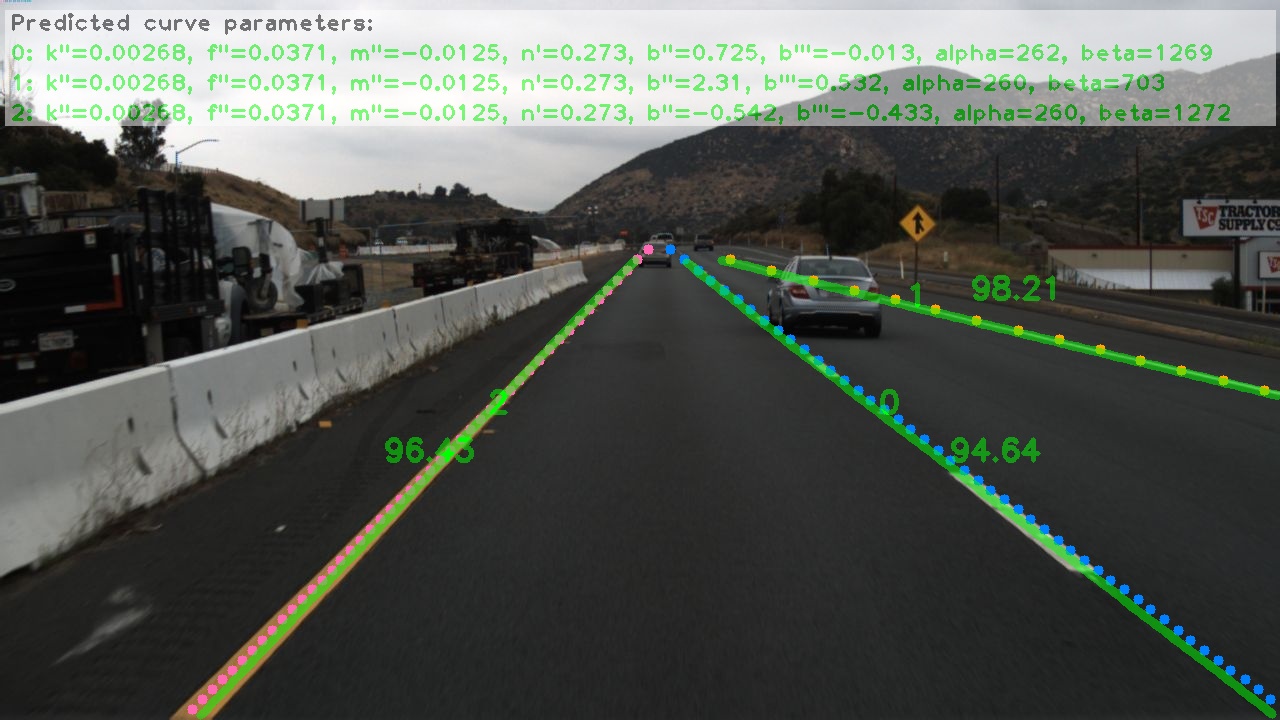 Predicted curve parameters:
0: k''=0.00268, f''=0.0371, m''=-0.0125, n'=0.273, b''=0.725, b'''=-0.013, alpha=262, beta=1269
1: k''=0.00268, f''=0.0371, m''=-0.0125, n'=0.273, b''=2.31, b'''=0.532, alpha=260, beta=703
2: k''=0.00268, f''=0.0371, m''=-0.0125, n'=0.273, b''=-0.542, b'''=-0.433, alpha=260, beta=1272
TSC TRACTOR
SUPPLY CO
TSC
1
98.21
2
0
96.45
94.64